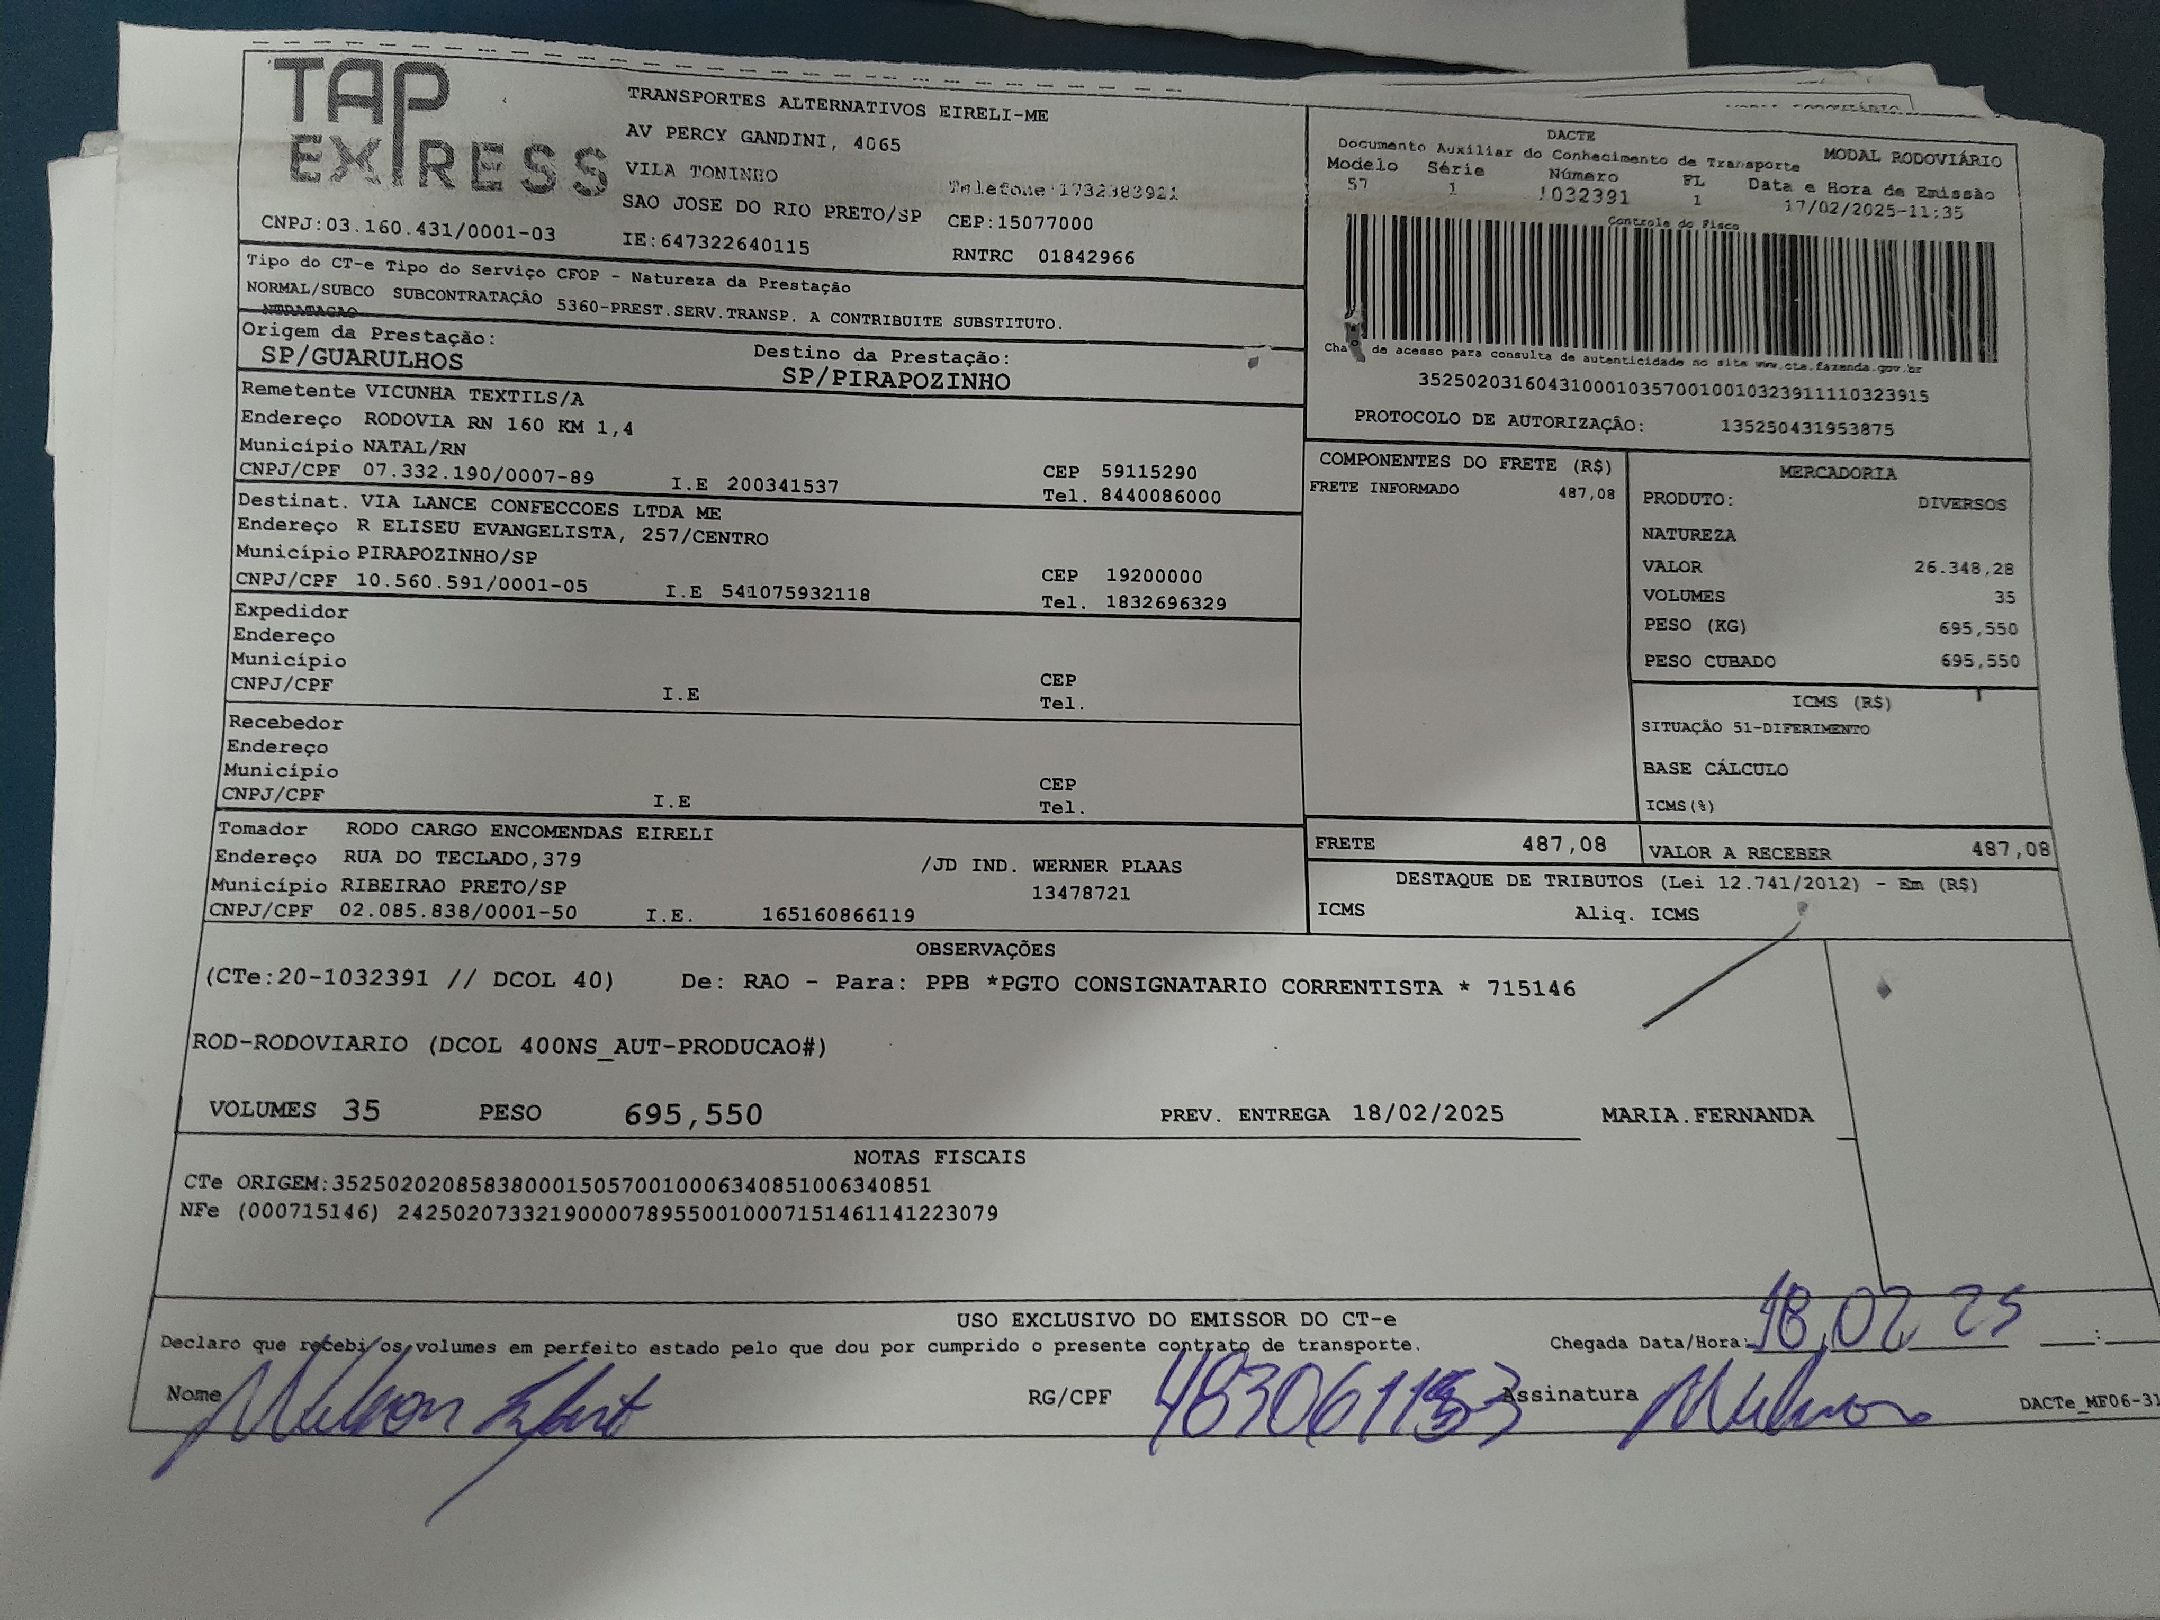 TAP
EXPRESS
TRANSPORTES ALTERNATIVOS EIRELI-ME
AV PERCY GANDINI, 4065
VILA TONINHO
Telefone:1732383921
SAO JOSE DO RIO PRETO/SP CEP:15077000
CNPJ:03.160.431/0001-03 IE:647322640115 RNTRC 01842966
DACTE
Documento Auxiliar do Conhecimento de Transporte MODAL RODOVIÁRIO
Modelo Série Número FL Data e Hora de Emissão
57 1 1032391 1 17/02/2025-11:35
Controle do Fisco
Cha de acesso para consulta de autenticidade no site www.cte.fazenda.gov.br
35250203160431000103570010010323911110323915
PROTOCOLO DE AUTORIZAÇÃO: 135250431953875
Tipo do CT-e Tipo do Serviço CFOP - Natureza da Prestação
NORMAL/SUBCO SUBCONTRATAÇÃO 5360-PREST.SERV.TRANSP. A CONTRIBUITE SUBSTITUTO.
NTRATACAO
Origem da Prestação: Destino da Prestação:
SP/GUARULHOS SP/PIRAPOZINHO
Remetente VICUNHA TEXTILS/A
Endereço RODOVIA RN 160 KM 1,4
Município NATAL/RN CEP 59115290
CNPJ/CPF 07.332.190/0007-89 I.E 200341537 Tel. 8440086000
Destinat. VIA LANCE CONFECCOES LTDA ME
Endereço R ELISEU EVANGELISTA, 257/CENTRO
Município PIRAPOZINHO/SP CEP 19200000
CNPJ/CPF 10.560.591/0001-05 I.E 541075932118 Tel. 1832696329
Expedidor
Endereço
Município CEP
CNPJ/CPF I.E Tel.
Recebedor
Endereço
Município CEP
CNPJ/CPF I.E Tel.
Tomador RODO CARGO ENCOMENDAS EIRELI
Endereço RUA DO TECLADO,379 /JD IND. WERNER PLAAS
Município RIBEIRAO PRETO/SP 13478721
CNPJ/CPF 02.085.838/0001-50 I.E. 165160866119
COMPONENTES DO FRETE (R$)
FRETE INFORMADO 487,08
MERCADORIA
PRODUTO: DIVERSOS
NATUREZA
VALOR 26.348,28
VOLUMES 35
PESO (KG) 695,550
PESO CUBADO 695,550
ICMS (R$)
SITUAÇÃO 51-DIFERIMENTO
BASE CÁLCULO
ICMS(%)
FRETE 487,08 VALOR A RECEBER 487,08
DESTAQUE DE TRIBUTOS (Lei 12.741/2012) - Em (R$)
ICMS Aliq. ICMS
OBSERVAÇÕES
(CTe:20-1032391 // DCOL 40) De: RAO - Para: PPB *PGTO CONSIGNATARIO CORRENTISTA * 715146
ROD-RODOVIARIO (DCOL 400NS_AUT-PRODUCAO#)
VOLUMES 35 PESO 695,550 PREV. ENTREGA 18/02/2025 MARIA.FERNANDA
NOTAS FISCAIS
CTe ORIGEM:35250202085838000150570010006340851006340851
NFe (000715146) 24250207332190000789550010007151461141223079
USO EXCLUSIVO DO EMISSOR DO CT-e
Declaro que recebi os volumes em perfeito estado pelo que dou por cumprido o presente contrato de transporte. Chegada Data/Hora: 18,02,25 :
Nome RG/CPF Assinatura
DACTe_MF06-31